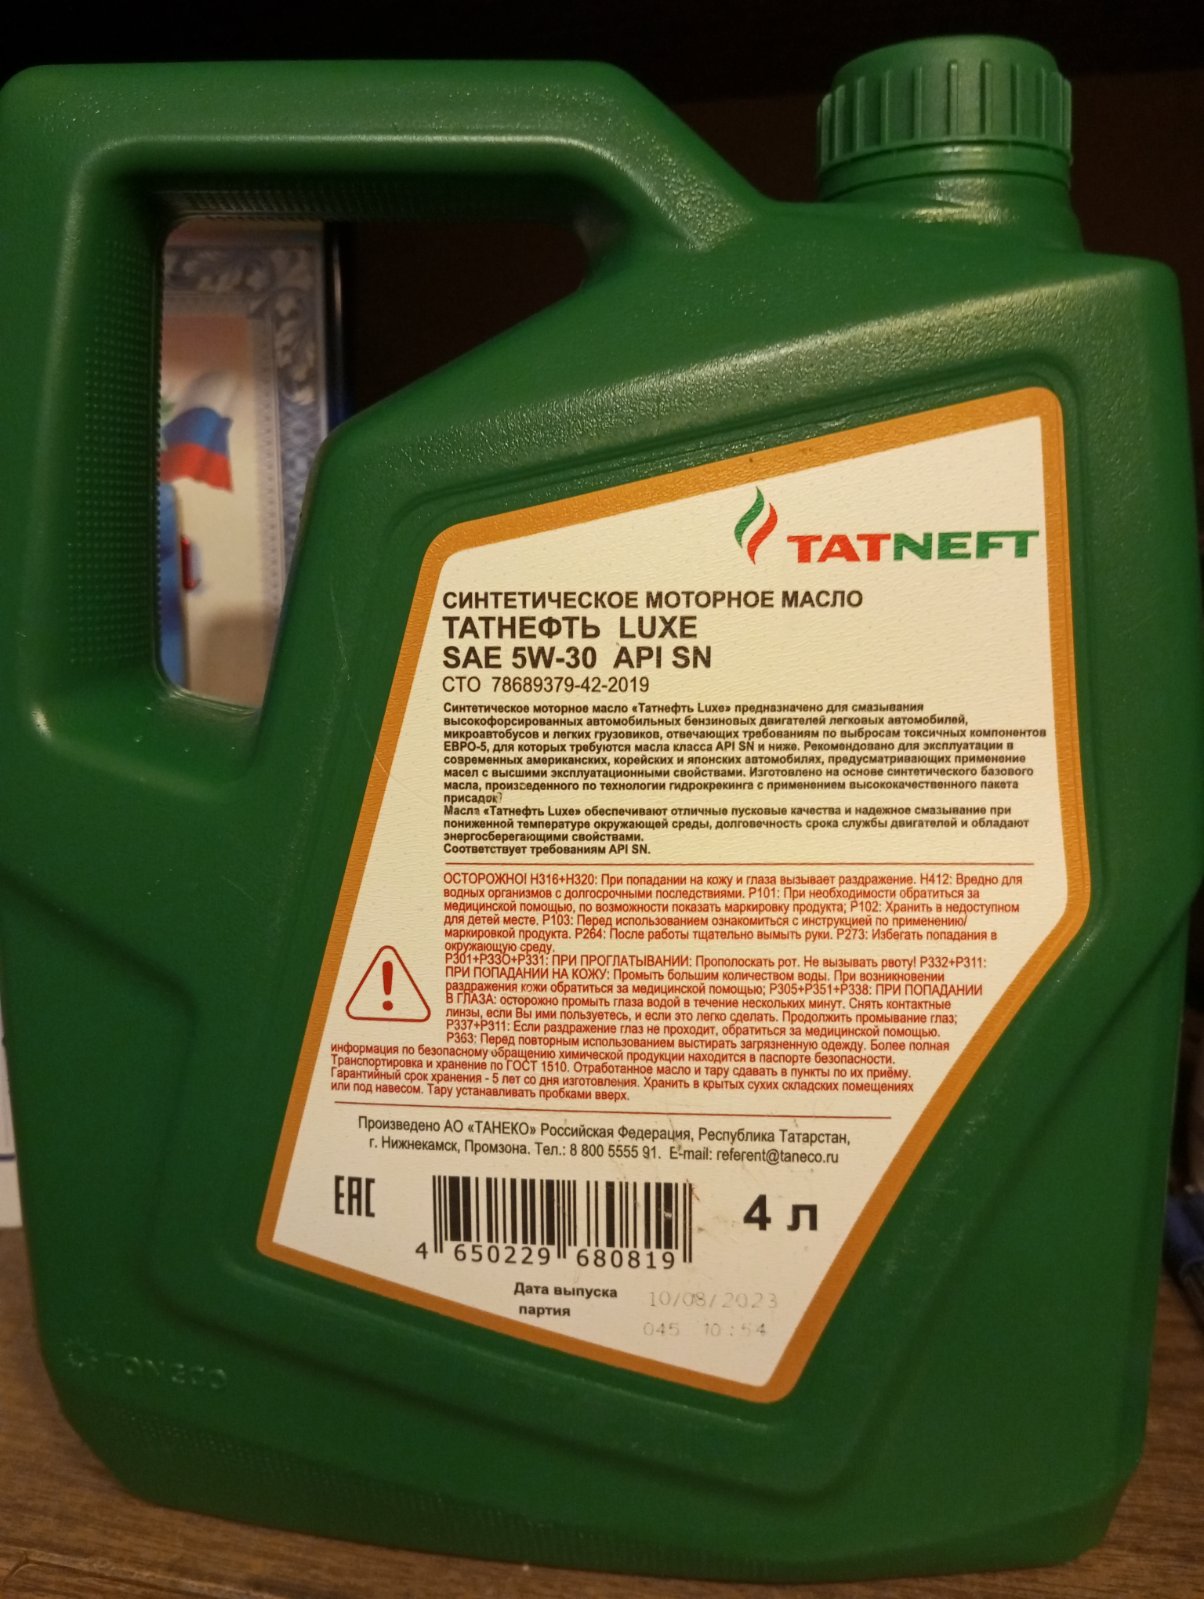 TATNEFT
СИНТЕТИЧЕСКОЕ МОТОРНОЕ МАСЛО
ТАТНЕФТЬ LUXE
SAE 5W-30 API SN
СТО 78689379-42-2019
Синтетическое моторное масло «Татнефть Luxe» предназначено для смазывания
высокофорсированных автомобильных бензиновых двигателей легковых автомобилей,
микроавтобусов и легких грузовиков, отвечающих требованиям по выбросам токсичных компонентов
ЕВРО-5, для которых требуются масла класса API SN и ниже. Рекомендовано для эксплуатации в
современных американских, корейских и японских автомобилях, предусматривающих применение
масел с высшими эксплуатационными свойствами. Изготовлено на основе синтетического базового
масла, произведенного по технологии гидрокрекинга с применением высококачественного пакета
присадок.
Масла «Татнефть Luxe» обеспечивают отличные пусковые качества и надежное смазывание при
пониженной температуре окружающей среды, долговечность срока службы двигателей и обладают
энергосберегающими свойствами.
Соответствует требованиям API SN.
ОСТОРОЖНО! H316+H320: При попадании на кожу и глаза вызывает раздражение. H412: Вредно для
водных организмов с долгосрочными последствиями. P101: При необходимости обратиться за
медицинской помощью, по возможности показать маркировку продукта; P102: Хранить в недоступном
для детей месте. P103: Перед использованием ознакомиться с инструкцией по применению/
маркировкой продукта. P264: После работы тщательно вымыть руки. P273: Избегать попадания в
окружающую среду.
P301+P330+P331: ПРИ ПРОГЛАТЫВАНИИ: Прополоскать рот. Не вызывать рвоту! P332+P311:
ПРИ ПОПАДАНИИ НА КОЖУ: Промыть большим количеством воды. При возникновении
раздражения кожи обратиться за медицинской помощью; P305+P351+P338: ПРИ ПОПАДАНИИ
В ГЛАЗА: осторожно промыть глаза водой в течение нескольких минут. Снять контактные
линзы, если Вы ими пользуетесь, и если это легко сделать. Продолжить промывание глаз;
P337+P311: Если раздражение глаз не проходит, обратиться за медицинской помощью.
P363: Перед повторным использованием выстирать загрязненную одежду. Более полная
информация по безопасному обращению химической продукции находится в паспорте безопасности.
Транспортировка и хранение по ГОСТ 1510. Отработанное масло и тару сдавать в пункты по их приёму.
Гарантийный срок хранения - 5 лет со дня изготовления. Хранить в крытых сухих складских помещениях
или под навесом. Тару устанавливать пробками вверх.
Произведено АО «ТАНЕКО» Российская Федерация, Республика Татарстан,
г. Нижнекамск, Промзона. Тел.: 8 800 5555 91. E-mail: referent@taneco.ru
EAC
4 л
4 650229 680819
Дата выпуска 10/08/2023
партия 045 10:54